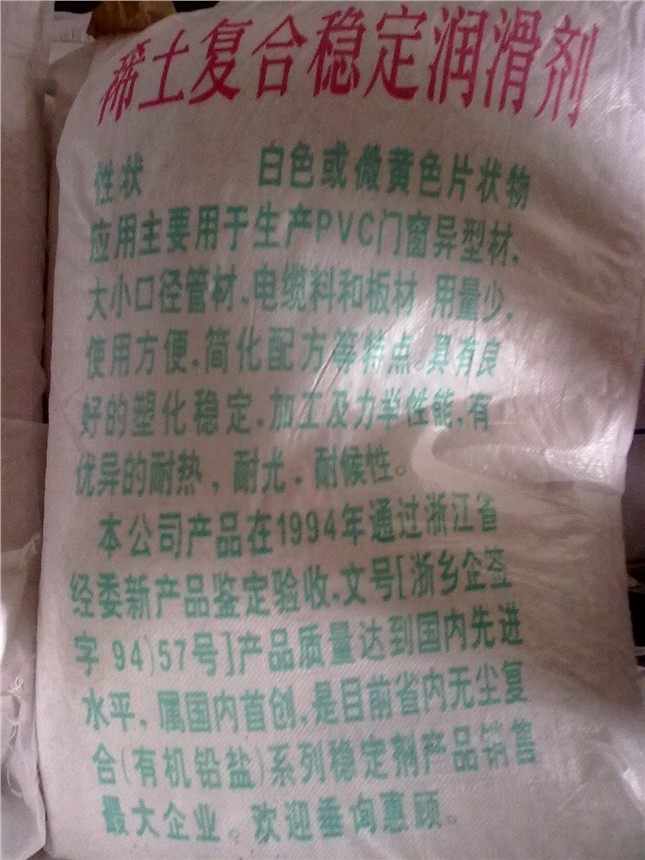 稀土复合稳定润滑剂
性状 白色或微黄色片状物
应用主要用于生产PVC门窗异型材,
大小口径管材、电缆料和板材 用量少,
使用方便,简化配方等特点。具有良
好的塑化稳定,加工及力学性能,有
优异的耐热,耐光,耐候性。
本公司产品在1994年通过浙江省
经委新产品鉴定验收,文号[浙乡企签
字 94)57号]产品质量达到国内先进
水平,属国内首创,是目前省内无尘复
合(有机铅盐)系列稳定剂产品销售
最大企业。欢迎垂询惠顾。